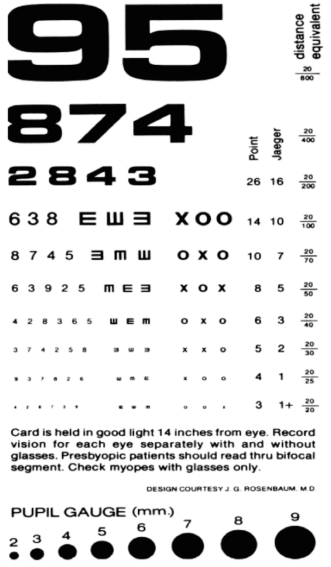 distance equivalent
95 20/800
874 20/400
Point Jaeger
2843 26 16 20/200
638 E Ш Ǝ X O O 14 10 20/100
8745 Ǝ m Ш O X O 10 7 20/70
63925 m E Ǝ X O X 8 5 20/50
428365 Ш E m O X O 6 3 20/40
374258 X X O 5 2 20/30
937826 X O O 4 1 20/25
3 1+ 20/20
Card is held in good light 14 inches from eye. Record
vision for each eye separately with and without
glasses. Presbyopic patients should read thru bifocal
segment. Check myopes with glasses only.
DESIGN COURTESY J. G. ROSENBAUM, M.D
PUPIL GAUGE (mm.)
2 3 4 5 6 7 8 9